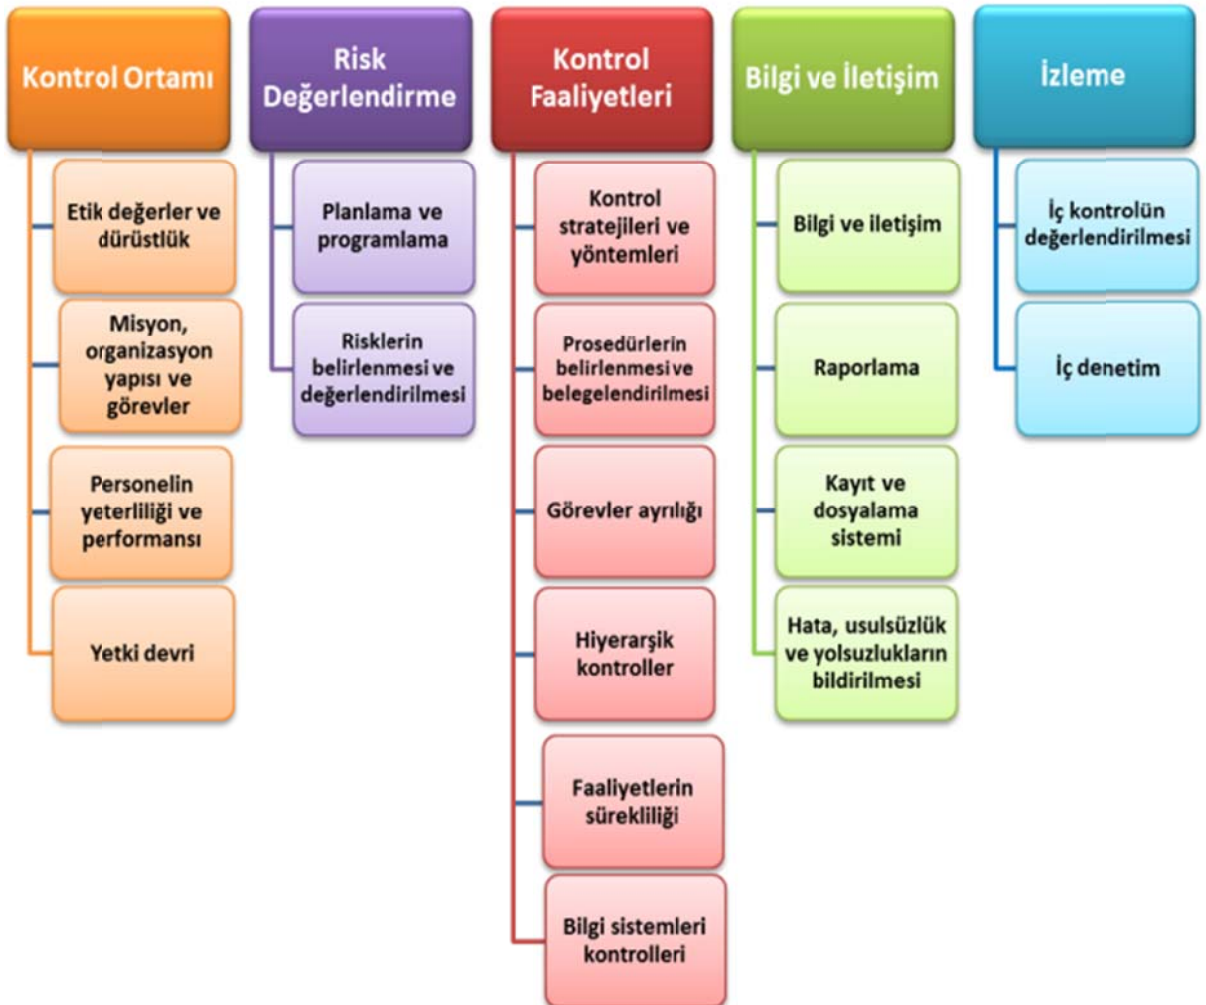 Kontrol Ortamı
Etik değerler ve
dürüstlük
Misyon,
organizasyon
yapısı ve
görevler
Personelin
yeterliliği ve
performansı
Yetki devri
Risk
Değerlendirme
Planlama ve
programlama
Risklerin
belirlenmesi ve
değerlendirilmesi
Kontrol
Faaliyetleri
Kontrol
stratejileri ve
yöntemleri
Prosedürlerin
belirlenmesi ve
belegelendirilmesi
Görevler ayrılığı
Hiyerarşik
kontroller
Faaliyetlerin
sürekliliği
Bilgi sistemleri
kontrolleri
Bilgi ve İletişim
Bilgi ve iletişim
Raporlama
Kayıt ve
dosyalama
sistemi
Hata, usulsüzlük
ve yolsuzlukların
bildirilmesi
İzleme
İç kontrolün
değerlendirilmesi
İç denetim